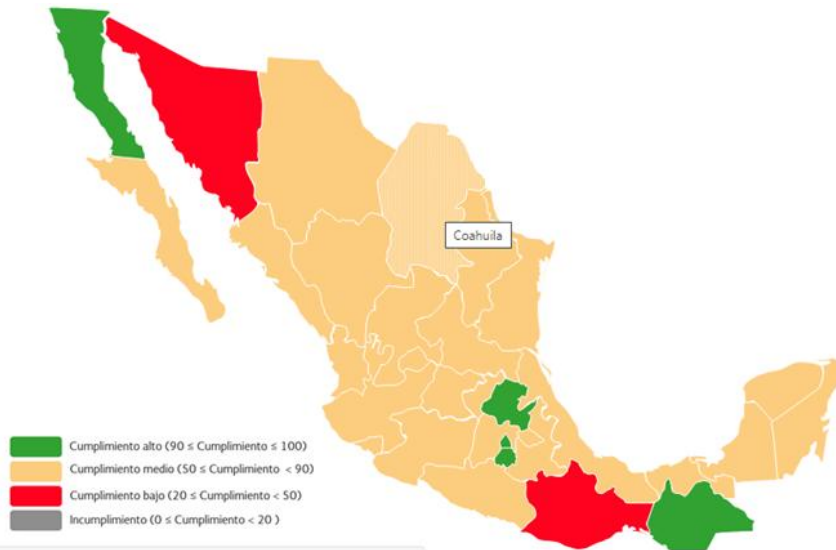 Coahuila
Cumplimiento alto (90 ≤ Cumplimiento ≤ 100)
Cumplimiento medio (50 ≤ Cumplimiento < 90)
Cumplimiento bajo (20 ≤ Cumplimiento < 50)
Incumplimiento (0 ≤ Cumplimiento < 20 )